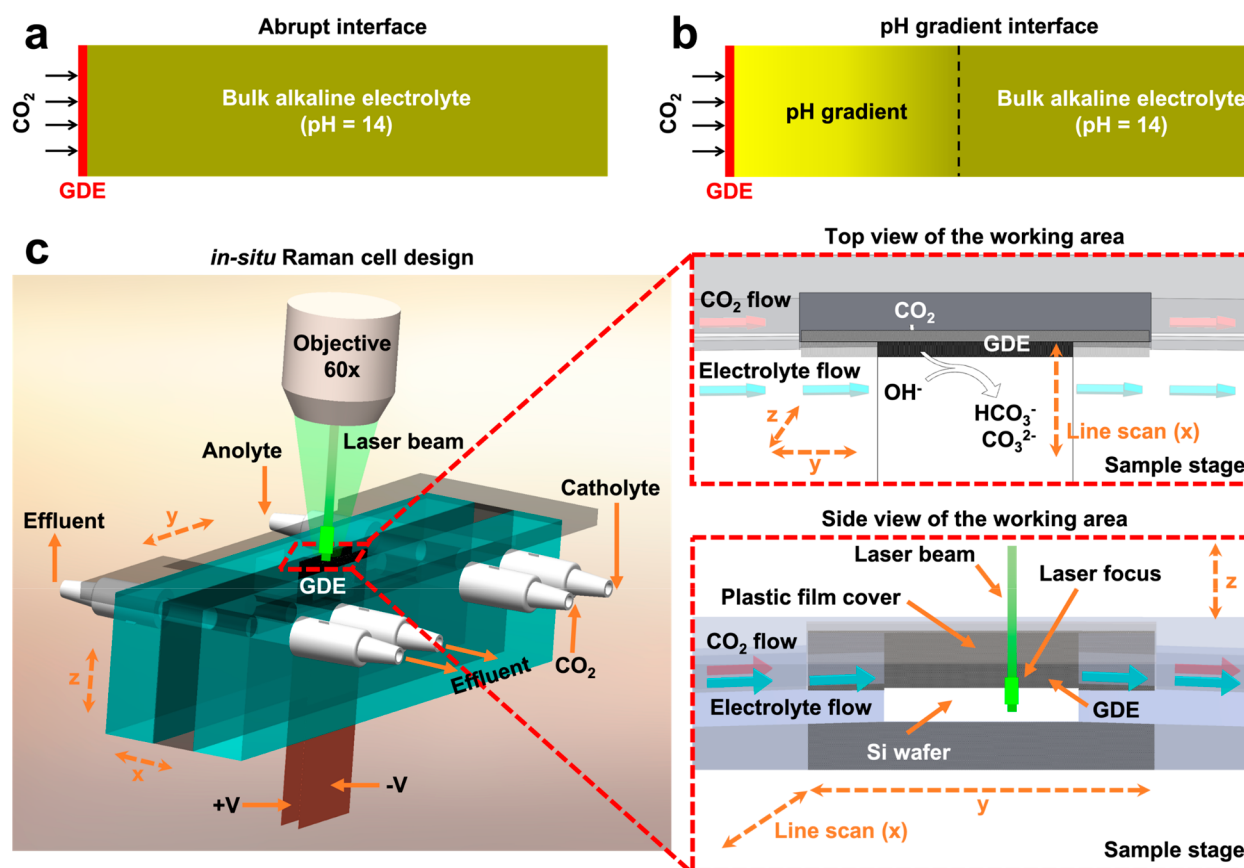 a
Abrupt interface
CO₂
Bulk alkaline electrolyte
(pH = 14)
GDE
b
pH gradient interface
CO₂
pH gradient
Bulk alkaline electrolyte
(pH = 14)
GDE
c
in-situ Raman cell design
Objective
60x
Laser beam
Anolyte
Catholyte
Effluent
y
GDE
CO₂
Effluent
z
x
+V
-V
Top view of the working area
CO₂ flow
CO₂
GDE
Electrolyte flow
OH⁻
HCO₃⁻
CO₃²⁻
z
y
Line scan (x)
Sample stage
Side view of the working area
Laser beam
Laser focus
Plastic film cover
z
CO₂ flow
Electrolyte flow
GDE
Si wafer
y
Line scan (x)
Sample stage